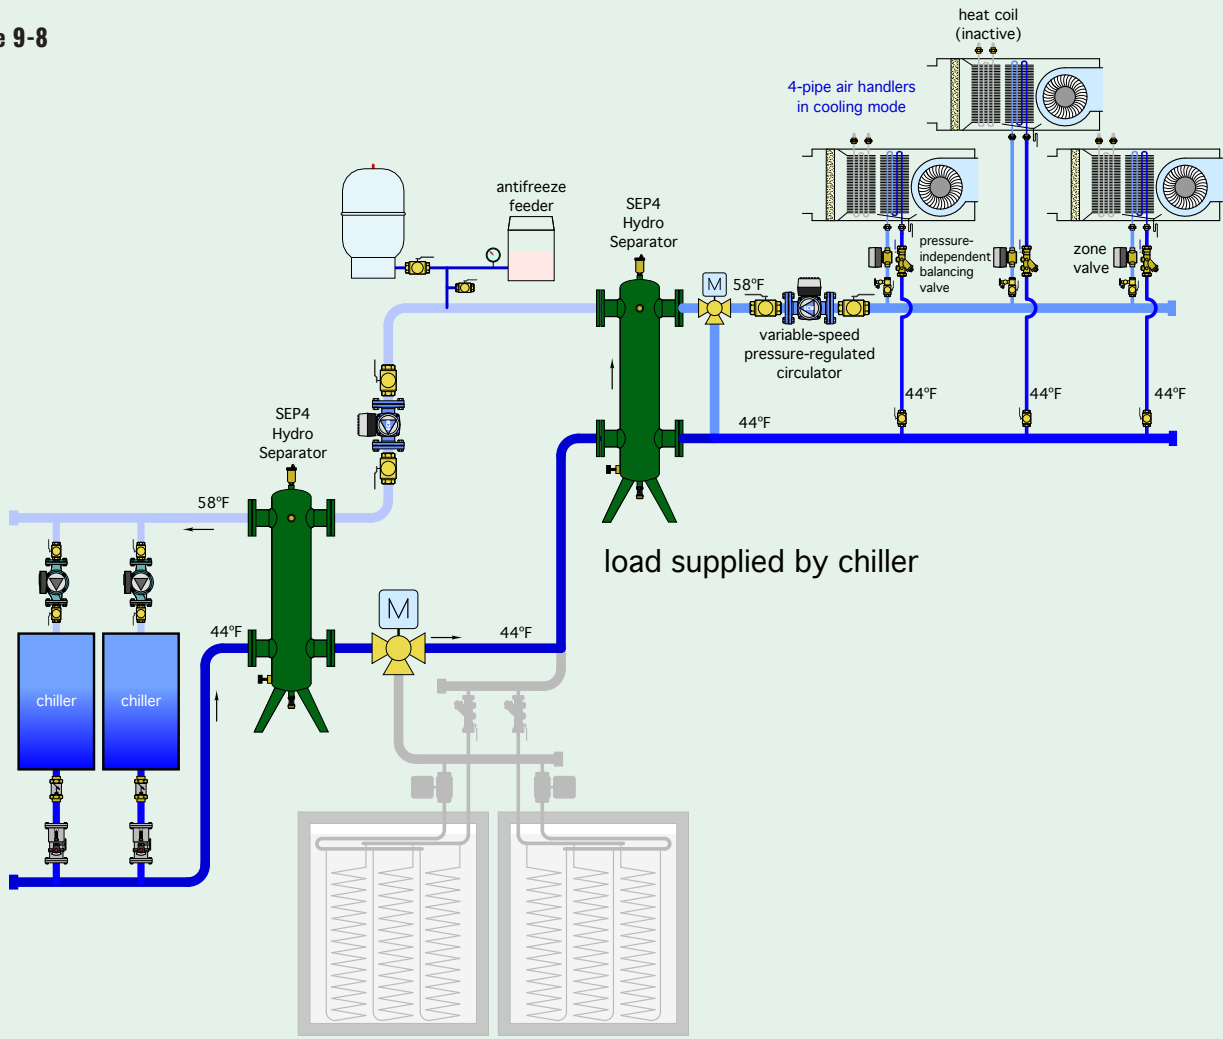 e 9-8
heat coil
(inactive)
4-pipe air handlers
in cooling mode
antifreeze
feeder
SEP4
Hydro
Separator
pressure-
independent
balancing
valve
zone
valve
M
58ºF
variable-speed
pressure-regulated
circulator
44ºF
44ºF
44ºF
44ºF
SEP4
Hydro
Separator
58ºF
load supplied by chiller
M
44ºF
44ºF
chiller
chiller